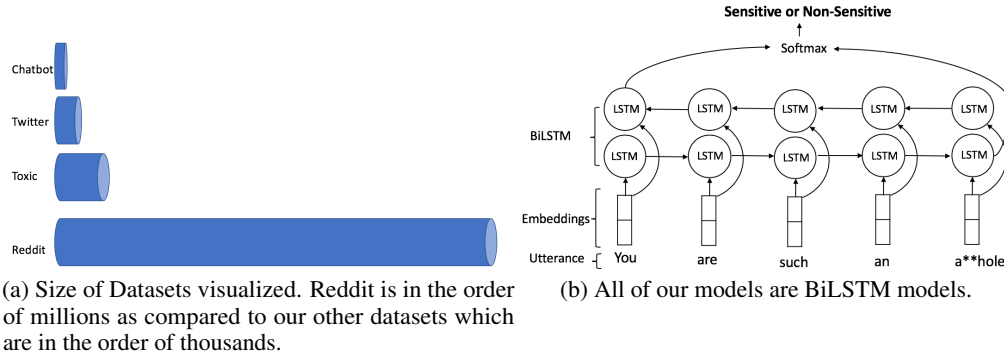 Chatbot
Twitter
Toxic
Reddit
(a) Size of Datasets visualized. Reddit is in the order
of millions as compared to our other datasets which
are in the order of thousands.
Sensitive or Non-Sensitive
Softmax
LSTM LSTM LSTM LSTM LSTM
BiLSTM
LSTM LSTM LSTM LSTM LSTM
Embeddings
Utterance You are such an a**hole
(b) All of our models are BiLSTM models.